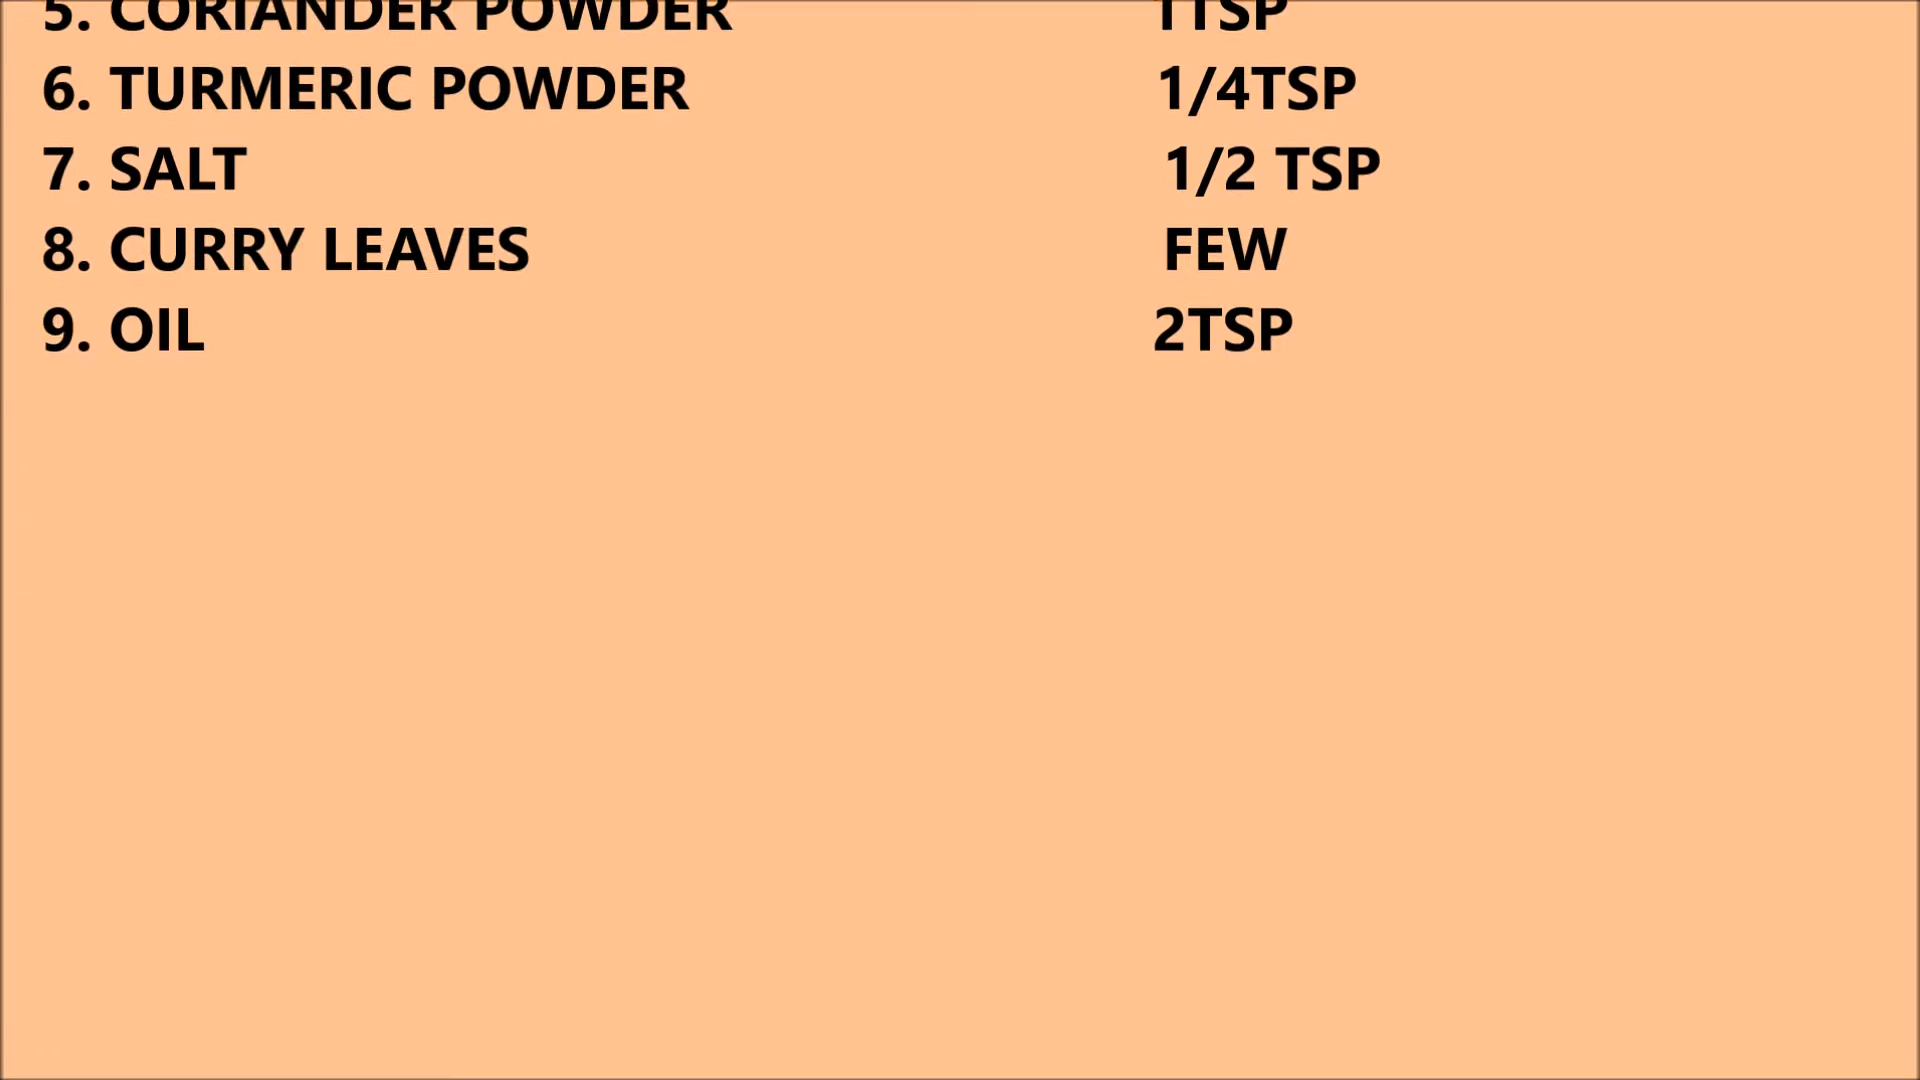 5. CORIANDER POWDER 1TSP
6. TURMERIC POWDER 1/4TSP
7. SALT 1/2 TSP
8. CURRY LEAVES FEW
9. OIL 2TSP